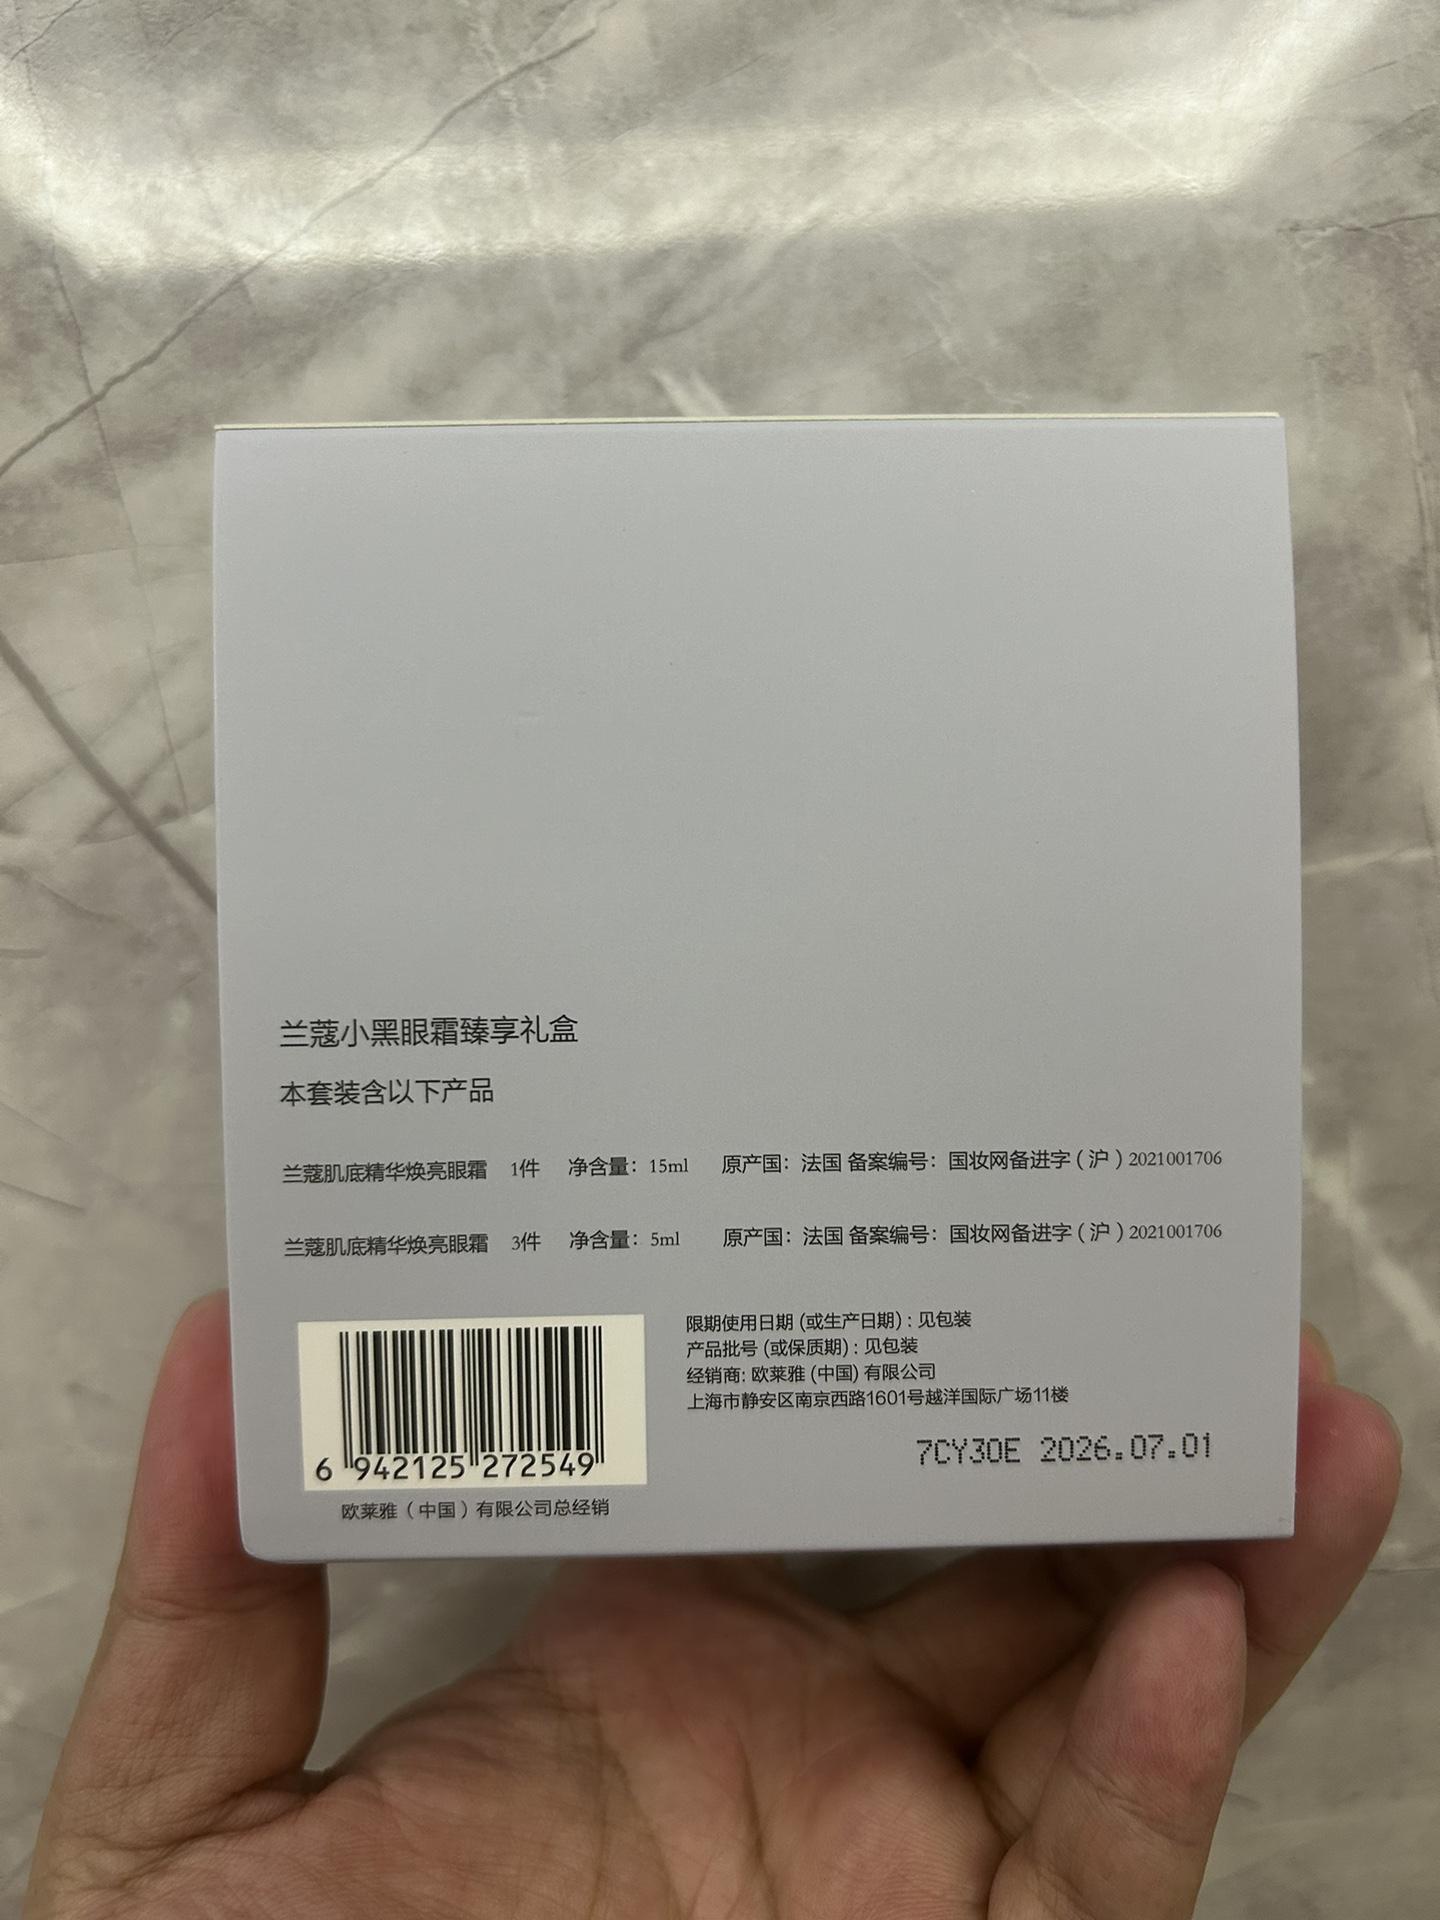 兰蔻小黑眼霜臻享礼盒
本套装含以下产品
兰蔻肌底精华焕亮眼霜 1件 净含量：15ml 原产国：法国 备案编号：国妆网备进字（沪）2021001706
兰蔻肌底精华焕亮眼霜 3件 净含量：5ml 原产国：法国 备案编号：国妆网备进字（沪）2021001706
限期使用日期 (或生产日期) : 见包装
产品批号 (或保质期) : 见包装
经销商: 欧莱雅 (中国) 有限公司
上海市静安区南京西路1601号越洋国际广场11楼
7CY30E 2026.07.01
6 942125 272549
欧莱雅（中国）有限公司总经销